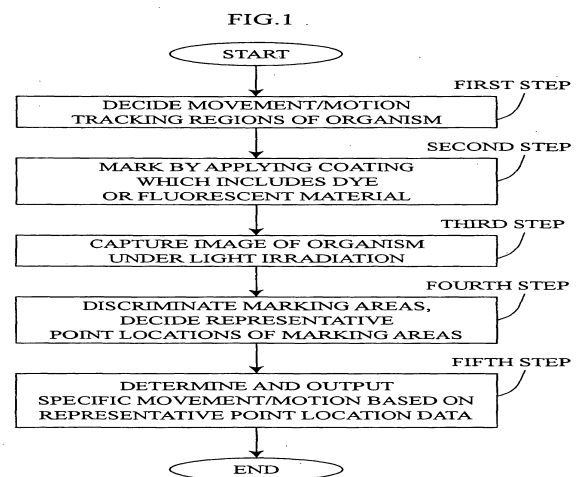 FIG.1
START
FIRST STEP
DECIDE MOVEMENT/MOTION
TRACKING REGIONS OF ORGANISM
SECOND STEP
MARK BY APPLYING COATING
WHICH INCLUDES DYE
OR FLUORESCENT MATERIAL
THIRD STEP
CAPTURE IMAGE OF ORGANISM
UNDER LIGHT IRRADIATION
FOURTH STEP
DISCRIMINATE MARKING AREAS,
DECIDE REPRESENTATIVE
POINT LOCATIONS OF MARKING AREAS
FIFTH STEP
DETERMINE AND OUTPUT
SPECIFIC MOVEMENT/MOTION BASED ON
REPRESENTATIVE POINT LOCATION DATA
END